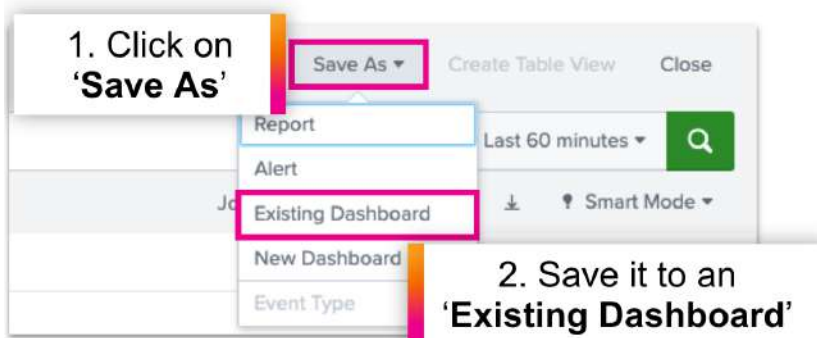 1. Click on
'Save As'
Save As ▾ Create Table View Close
Report
Last 60 minutes ▾
Alert
Existing Dashboard
Smart Mode ▾
New Dashboard
Event Type
2. Save it to an
'Existing Dashboard'